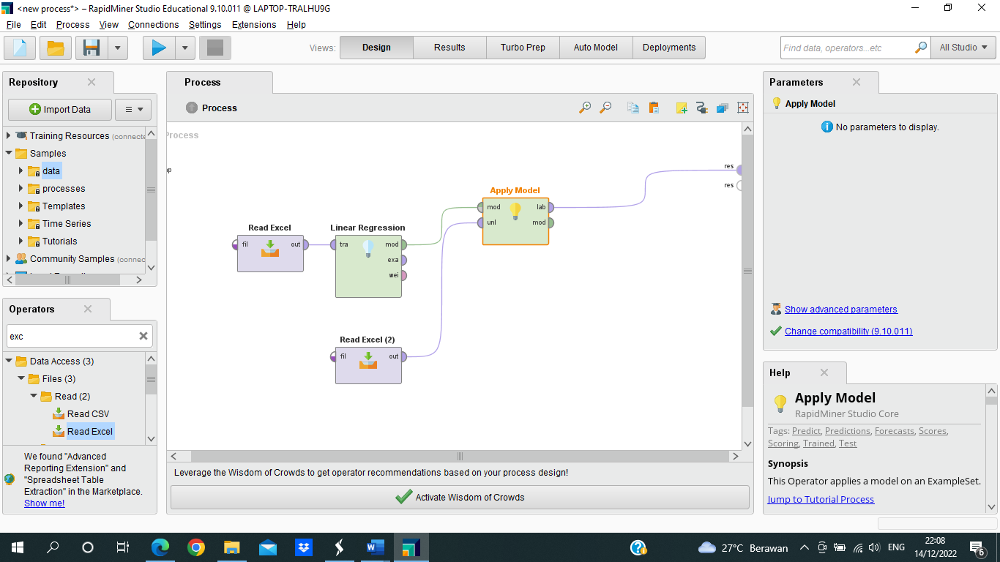 <new process*> – RapidMiner Studio Educational 9.10.011 @ LAPTOP-TRALHU9G
File Edit Process View Connections Settings Extensions Help
Views: Design Results Turbo Prep Auto Model Deployments
Find data, operators...etc
All Studio
Repository
Import Data
Training Resources (connecte
Samples
data
processes
Templates
Time Series
Tutorials
Community Samples (connec
Operators
exc
Data Access (3)
Files (3)
Read (2)
Read CSV
Read Excel
We found "Advanced
Reporting Extension" and
"Spreadsheet Table
Extraction" in the Marketplace.
Show me!
Process
Process
Process
res
res
Apply Model
mod lab
unl mod
Read Excel
fil out
Linear Regression
tra mod
exa
wei
Read Excel (2)
fil out
Leverage the Wisdom of Crowds to get operator recommendations based on your process design!
Activate Wisdom of Crowds
Parameters
Apply Model
No parameters to display.
Show advanced parameters
Change compatibility (9.10.011)
Help
Apply Model
RapidMiner Studio Core
Tags: Predict, Predictions, Forecasts, Scores,
Scoring, Trained, Test
Synopsis
This Operator applies a model on an ExampleSet.
Jump to Tutorial Process
27°C Berawan
ENG
22:08
14/12/2022
6